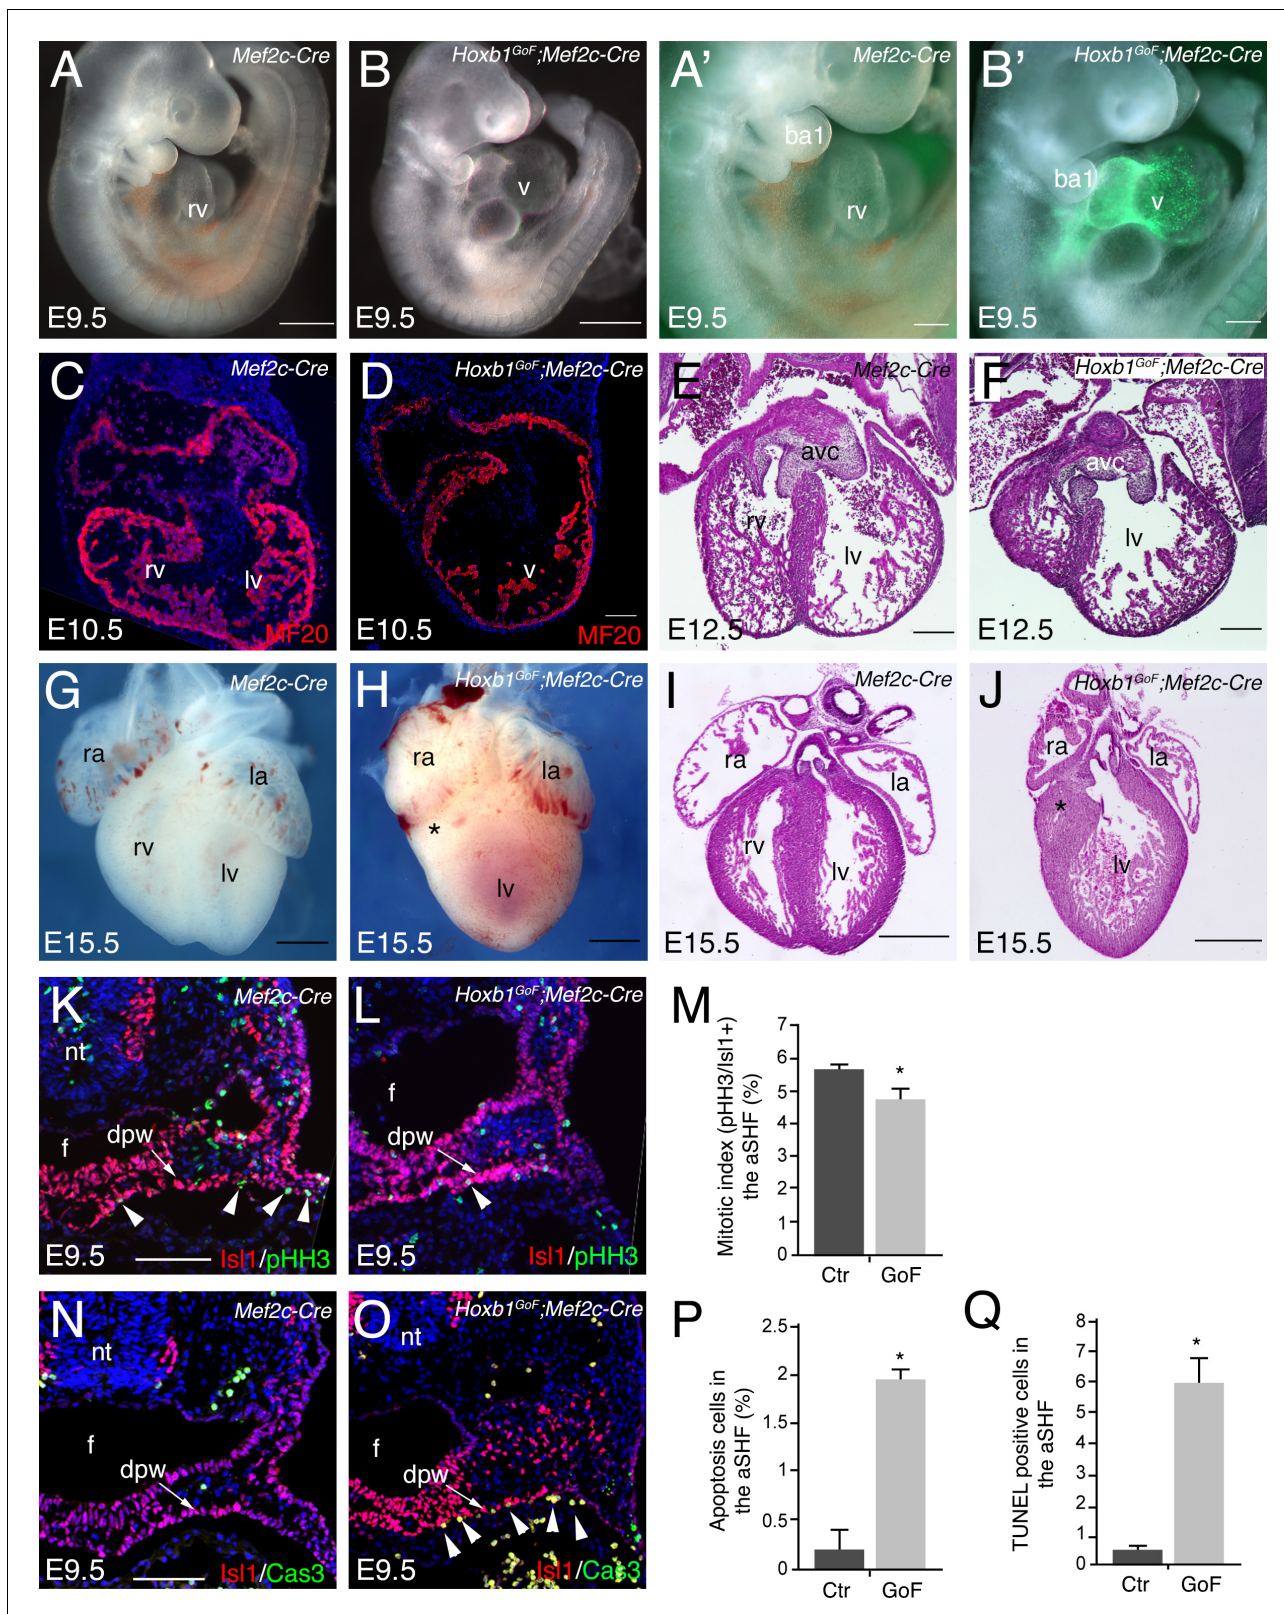 A
Mef2c-Cre
rv
E9.5
B
Hoxb1GoF;Mef2c-Cre
v
E9.5
A'
Mef2c-Cre
ba1
rv
E9.5
B'
Hoxb1GoF;Mef2c-Cre
ba1
v
E9.5
C
Mef2c-Cre
rv
lv
E10.5
MF20
D
Hoxb1GoF;Mef2c-Cre
v
E10.5
MF20
E
Mef2c-Cre
avc
rv
lv
E12.5
F
Hoxb1GoF;Mef2c-Cre
avc
lv
E12.5
G
Mef2c-Cre
ra
la
rv
lv
E15.5
H
Hoxb1GoF;Mef2c-Cre
ra
la
*
lv
E15.5
I
Mef2c-Cre
ra
la
rv
lv
E15.5
J
Hoxb1GoF;Mef2c-Cre
ra
la
*
lv
E15.5
K
Mef2c-Cre
nt
f
dpw
E9.5
Isl1/pHH3
L
Hoxb1GoF;Mef2c-Cre
f
dpw
E9.5
Isl1/pHH3
M
Mitotic index (pHH3/Isl1+)
the aSHF (%)
7
6
5
4
3
2
1
0
*
Ctr
GoF
N
Mef2c-Cre
nt
f
dpw
E9.5
Isl1/Cas3
O
Hoxb1GoF;Mef2c-Cre
nt
f
dpw
E9.5
Isl1/Cas3
P
Apoptosis cells in
the aSHF (%)
2.5
2
1.5
1
0.5
0
*
Ctr
GoF
Q
TUNEL positive cells in
the aSHF
8
7
6
5
4
3
2
1
0
*
Ctr
GoF